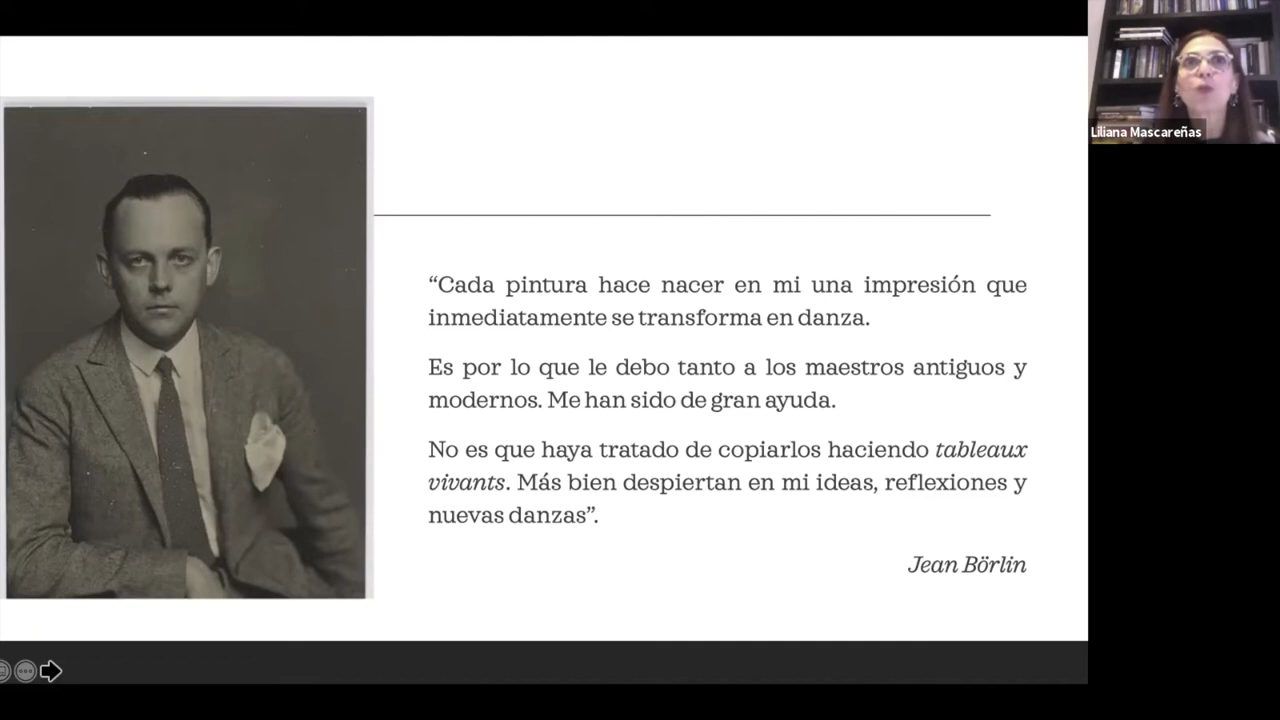 Liliana Mascareñas
“Cada pintura hace nacer en mi una impresión que
inmediatamente se transforma en danza.
Es por lo que le debo tanto a los maestros antiguos y
modernos. Me han sido de gran ayuda.
No es que haya tratado de copiarlos haciendo tableaux
vivants. Más bien despiertan en mi ideas, reflexiones y
nuevas danzas”.
Jean Börlin